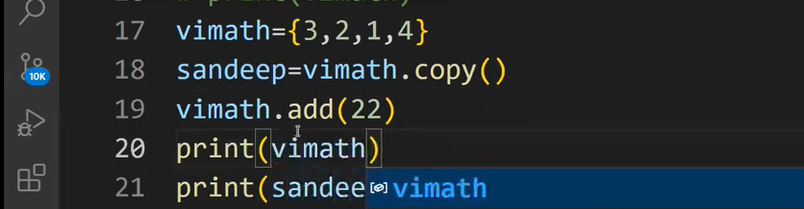 17 vimath={3,2,1,4}
18 sandeep=vimath.copy()
10K
19 vimath.add(22)
20 print(vimath)
21 print(sandee
vimath